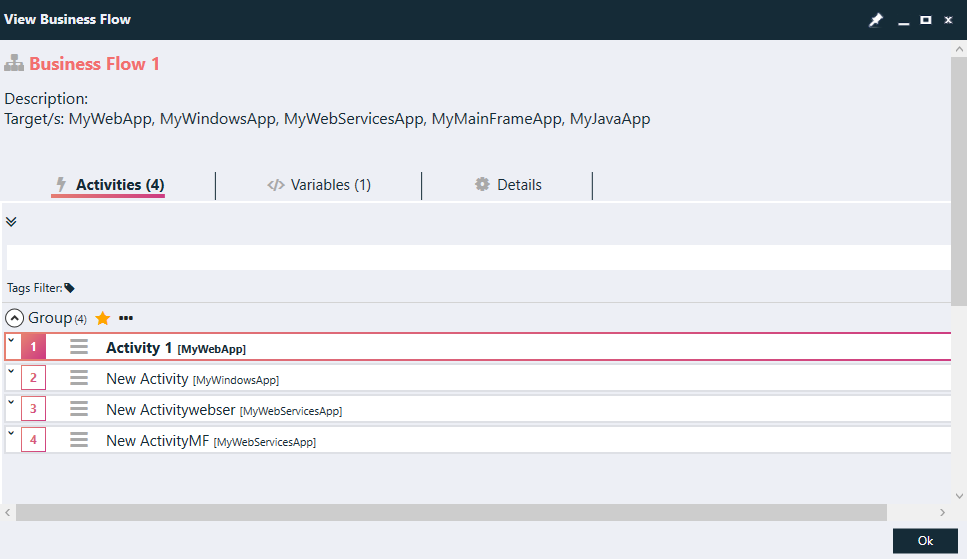 View Business Flow
Business Flow 1
Description:
Target/s: MyWebApp, MyWindowsApp, MyWebServicesApp, MyMainFrameApp, MyJavaApp
Activities (4) Variables (1) Details
Tags Filter:
Group (4)
1 Activity 1 [MyWebApp]
2 New Activity [MyWindowsApp]
3 New Activitywebser [MyWebServicesApp]
4 New ActivityMF [MyWebServicesApp]
Ok